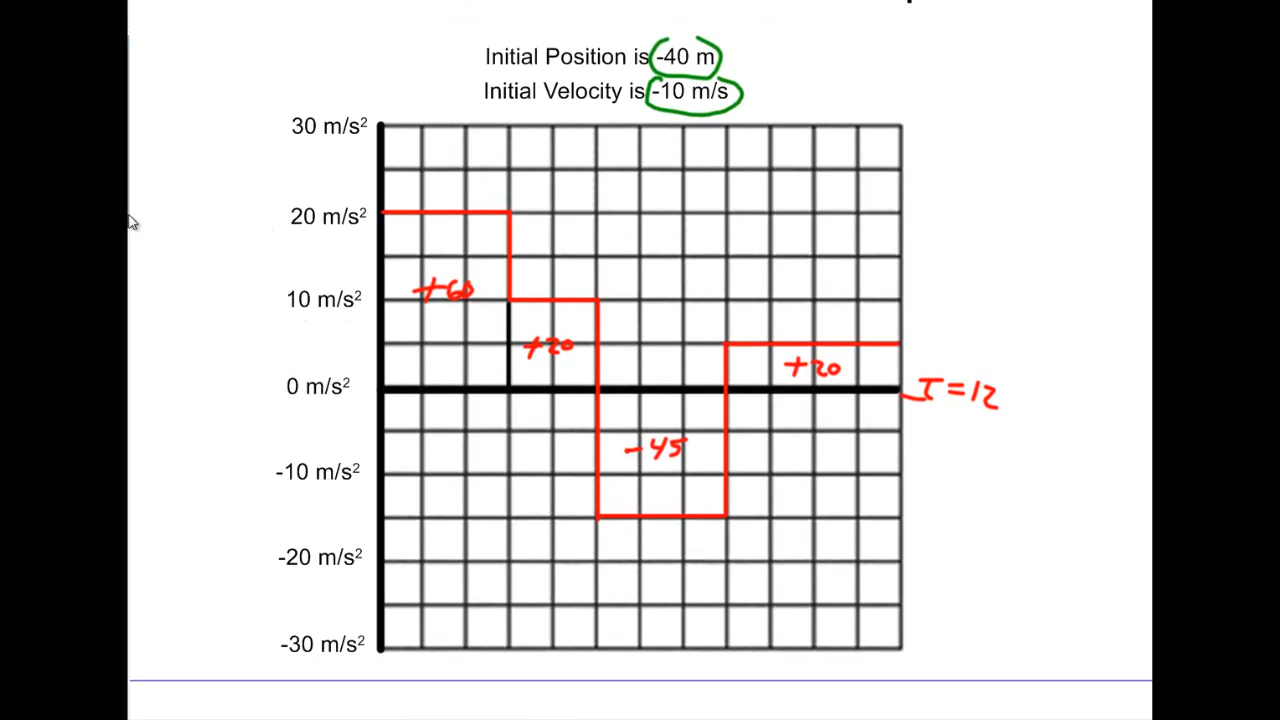 Initial Position is -40 m
Initial Velocity is -10 m/s
30 m/s²
20 m/s²
+60
10 m/s²
+20
+20
0 m/s²
T=12
-45
-10 m/s²
-20 m/s²
-30 m/s²